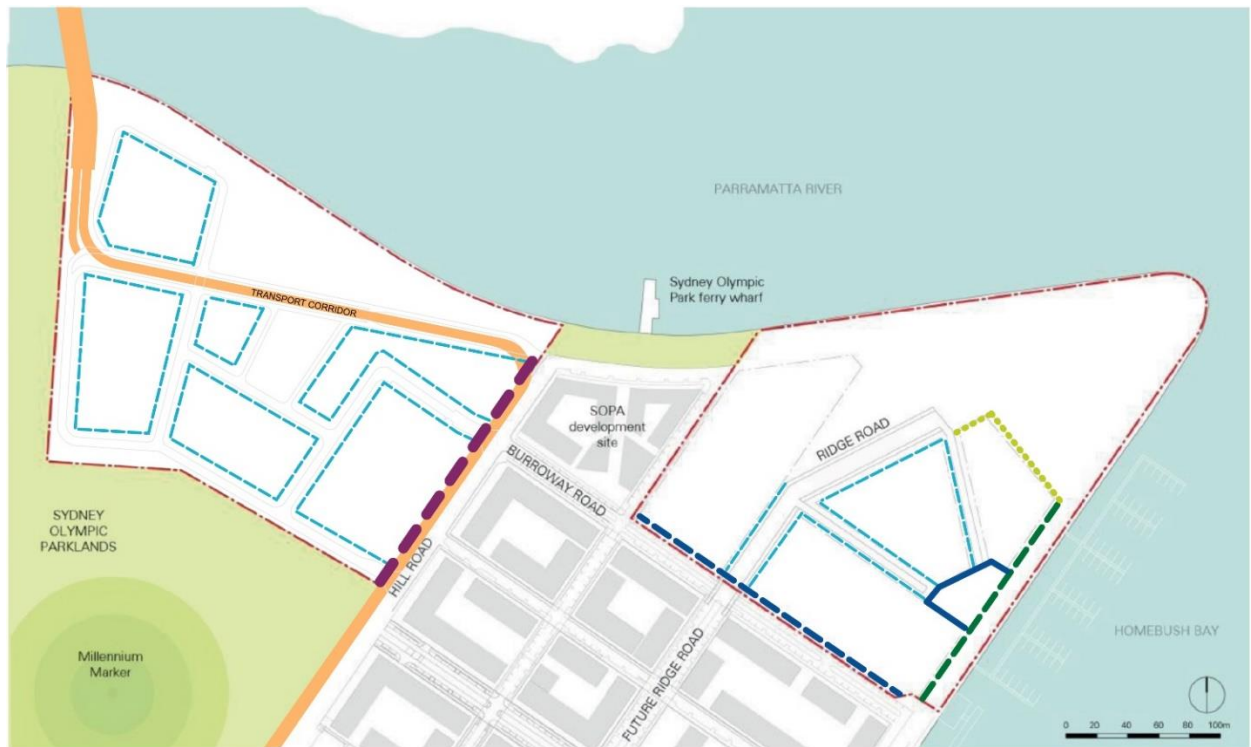 PARRAMATTA RIVER
Sydney Olympic
Park ferry wharf
TRANSPORT CORRIDOR
SOPA
development
site
RIDGE ROAD
BURROWAY ROAD
SYDNEY
OLYMPIC
PARKLANDS
HILL ROAD
HOMEBUSH BAY
Millennium
Marker
FUTURE RIDGE ROAD
0 20 40 60 80 100m